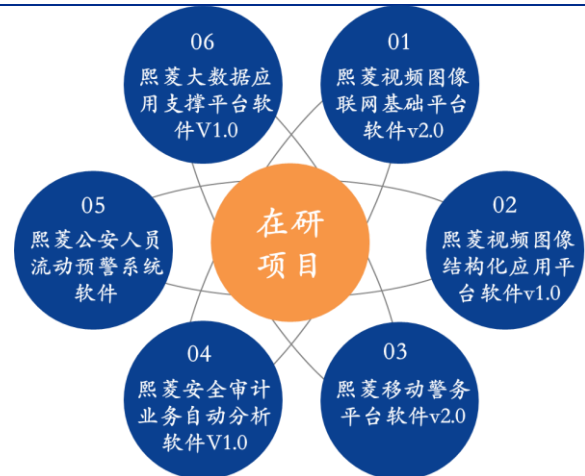 06
熙菱大数据应
用支撑平台软
件V1.0
01
熙菱视频图像
联网基础平台
软件v2.0
05
熙菱公安人员
流动预警系统
软件
在研
项目
02
熙菱视频图像
结构化应用平
台软件v1.0
04
熙菱安全审计
业务自动分析
软件V1.0
03
熙菱移动警务
平台软件v2.0